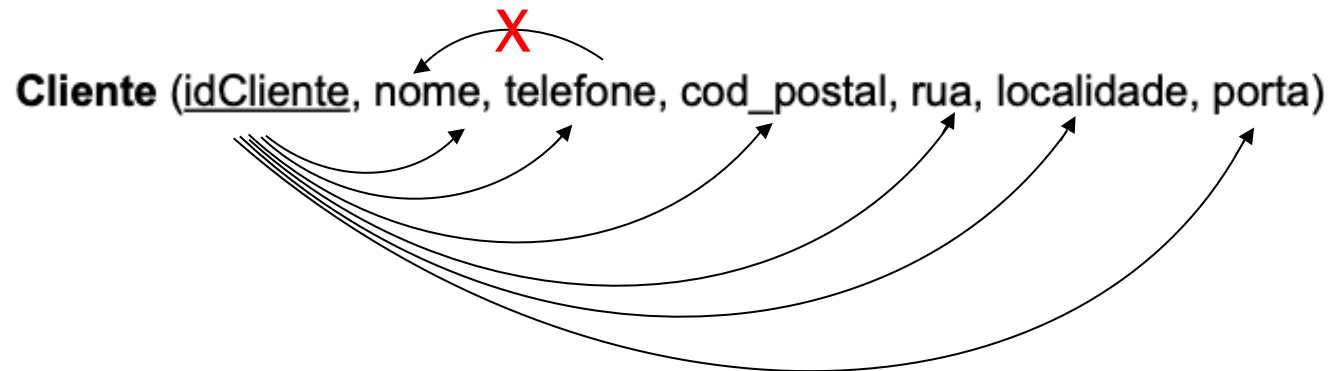 X
Cliente (idCliente, nome, telefone, cod_postal, rua, localidade, porta)